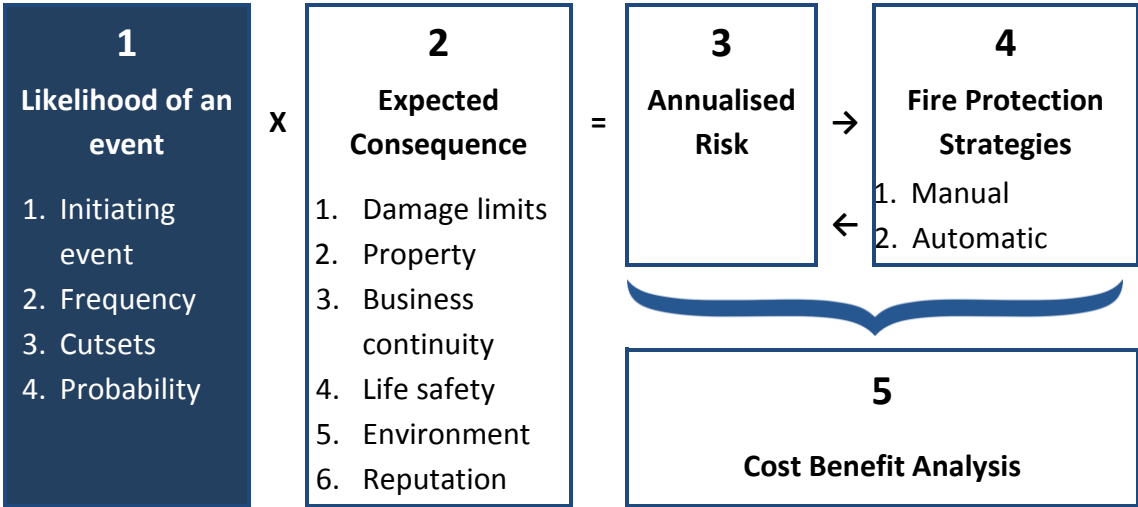 1
Likelihood of an
event
1. Initiating
event
2. Frequency
3. Cutsets
4. Probability
X
2
Expected
Consequence
1. Damage limits
2. Property
3. Business
continuity
4. Life safety
5. Environment
6. Reputation
=
3
Annualised
Risk
→
←
4
Fire Protection
Strategies
1. Manual
2. Automatic
5
Cost Benefit Analysis